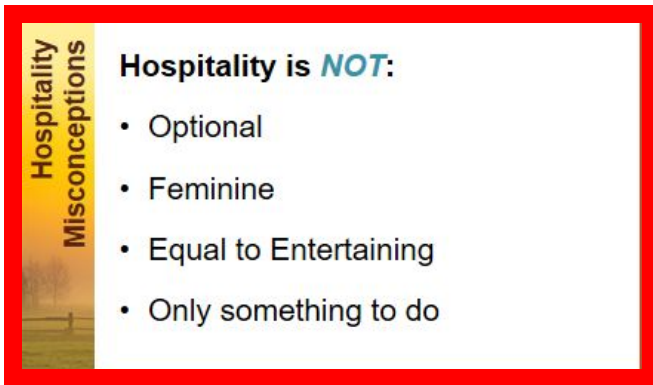 Hospitality
Misconceptions
Hospitality is NOT:
• Optional
• Feminine
• Equal to Entertaining
• Only something to do